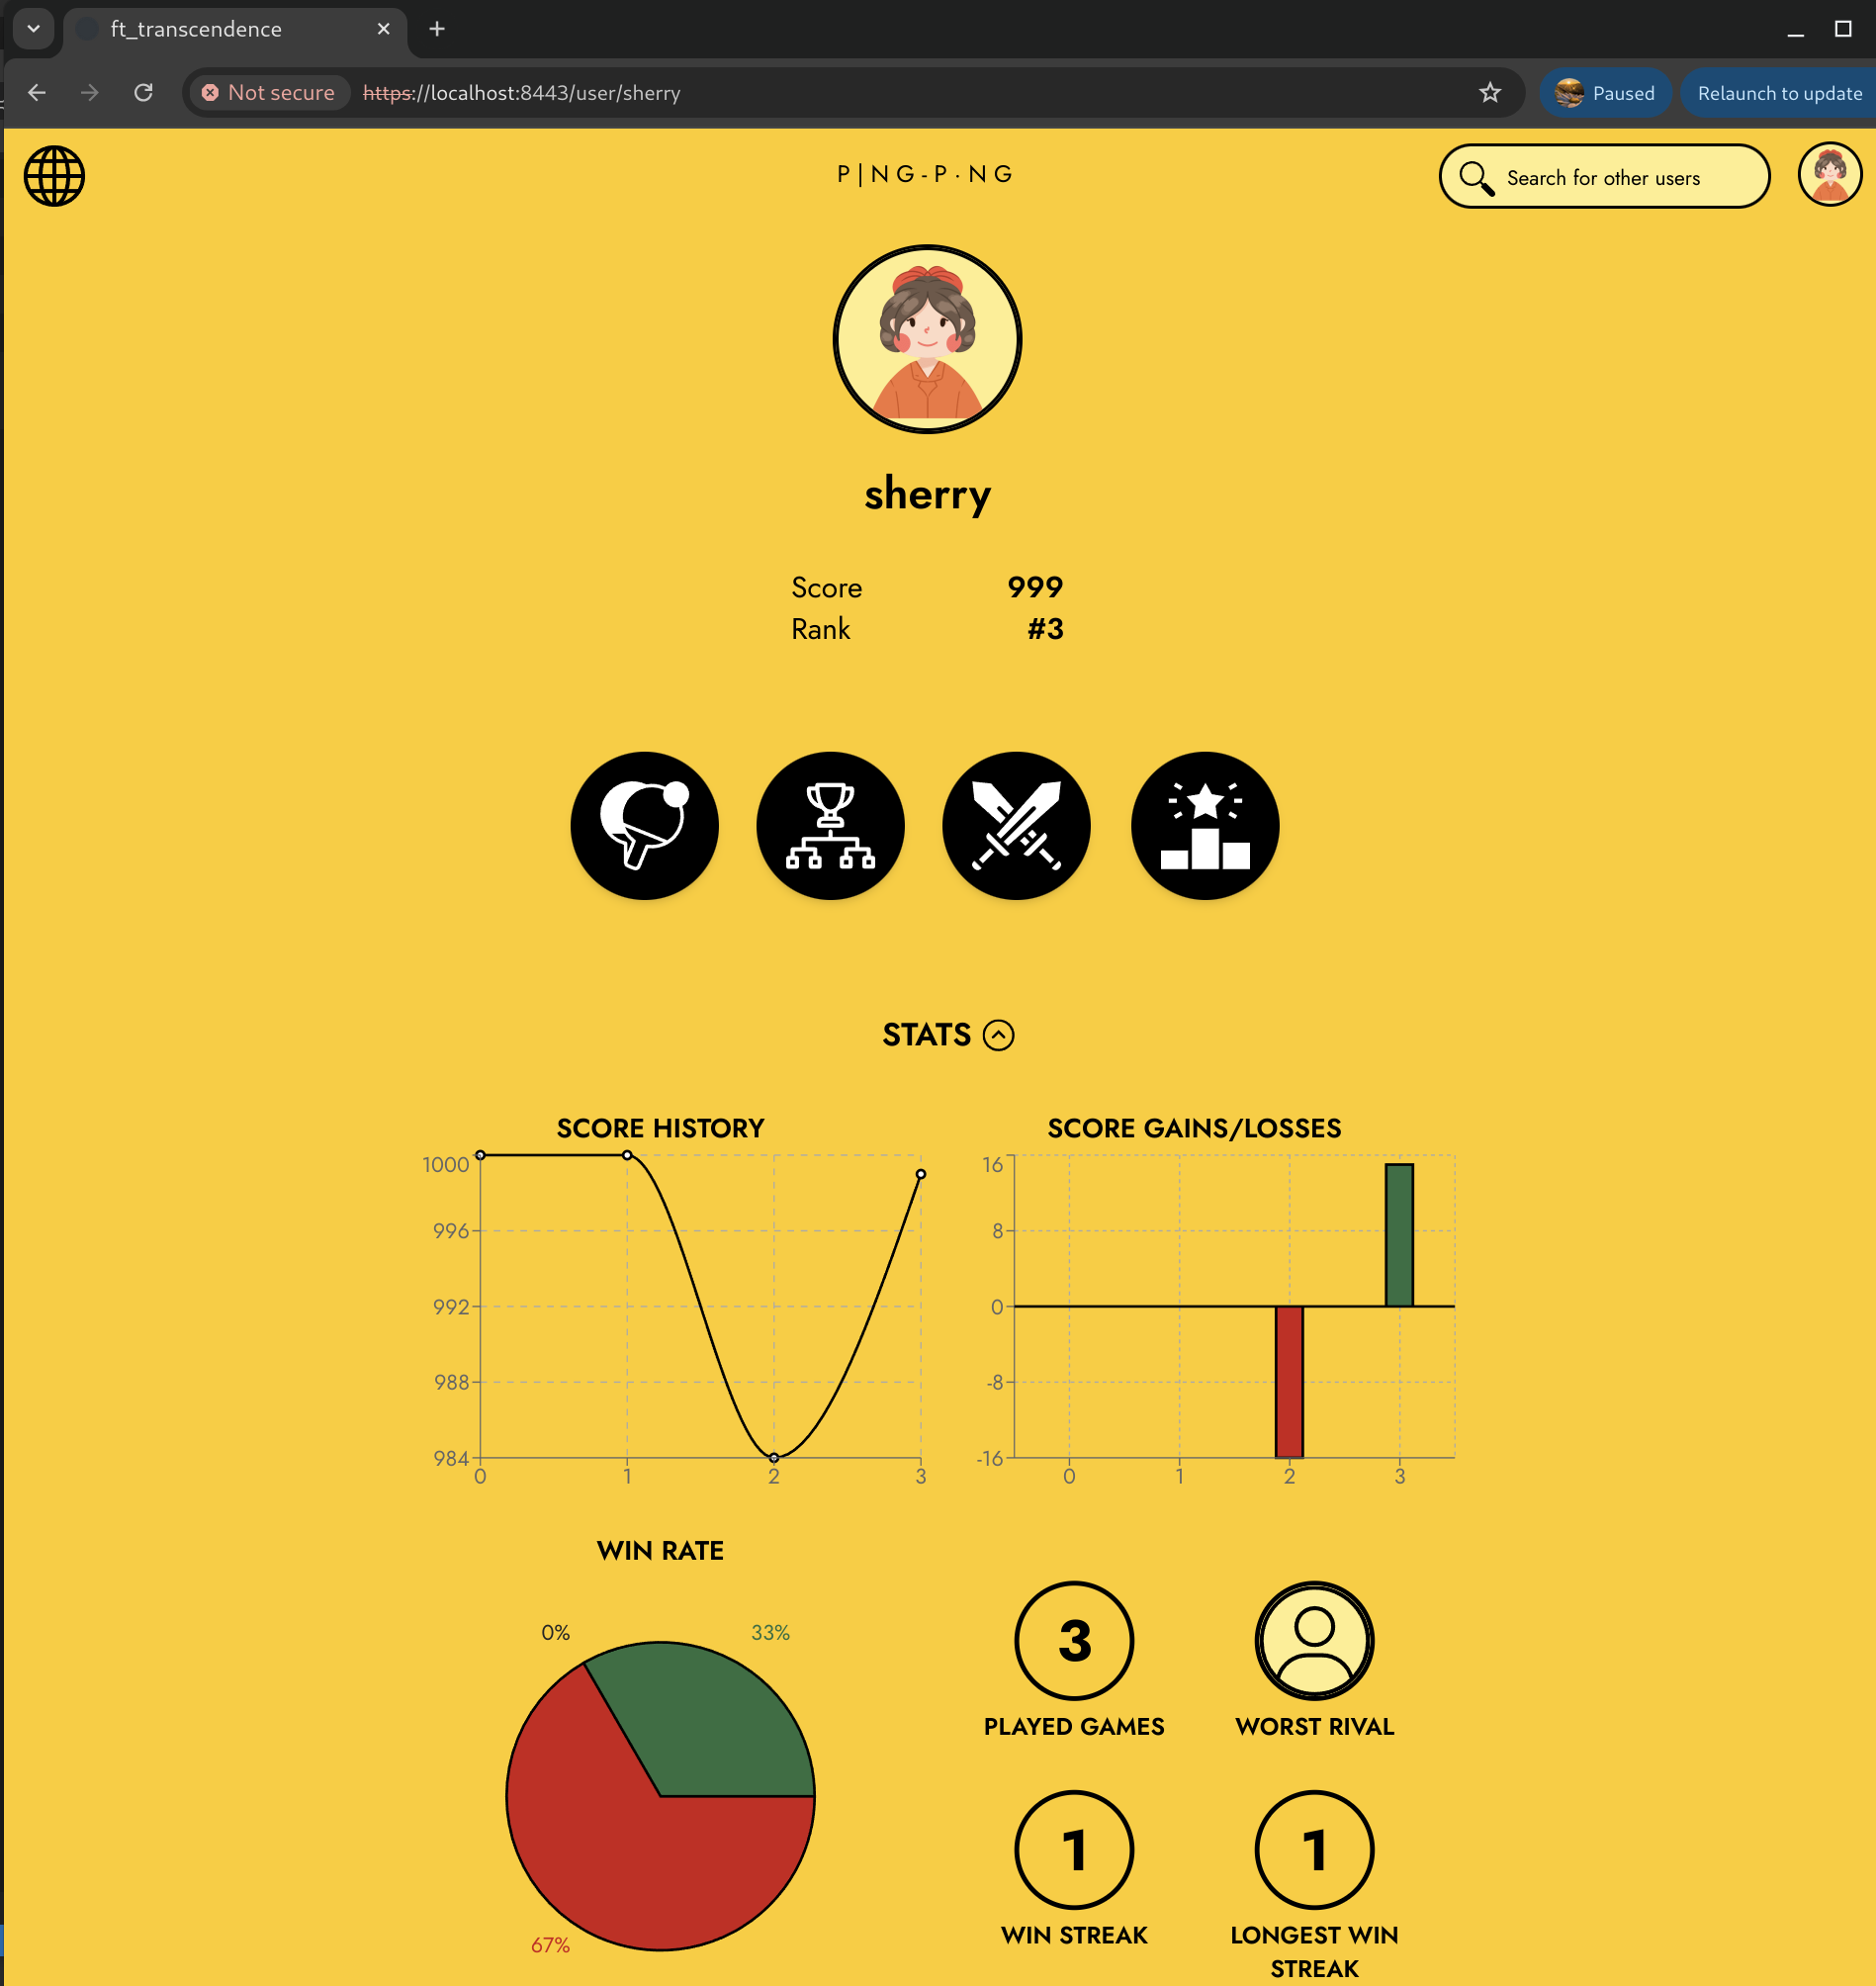 ft_transcendence
Not secure https://localhost:8443/user/sherry Paused Relaunch to update
P|NG-P·NG
Search for other users
sherry
Score 999
Rank #3
STATS
SCORE HISTORY
1000
996
992
988
984
0 1 2 3
SCORE GAINS/LOSSES
16
8
0
-8
-16
0 1 2 3
WIN RATE
0% 33%
67%
3
PLAYED GAMES
WORST RIVAL
1
WIN STREAK
1
LONGEST WIN
STREAK